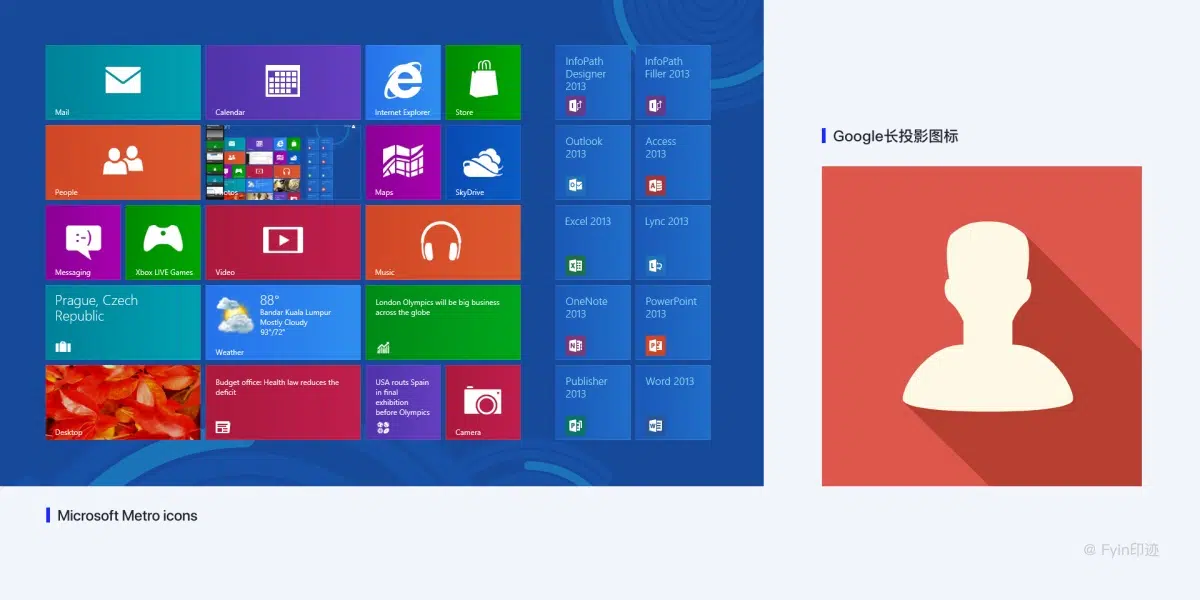 Mail
Calendar
Internet Explorer
Store
InfoPath
Designer
2013
InfoPath
Filler 2013
People
Maps
SkyDrive
Outlook
2013
Access
2013
Messaging
Xbox LIVE Games
Video
Music
Excel 2013
Lync 2013
Prague, Czech
Republic
88°
Bandar Kuala Lumpur
Mostly Cloudy
93°/72°
Weather
London Olympics will be big business
across the globe
OneNote
2013
PowerPoint
2013
Desktop
Budget office: Health law reduces the
deficit
USA routs Spain
in final
exhibition
before Olympics
Camera
Publisher
2013
Word 2013
Google长投影图标
Microsoft Metro icons
@ Fyin印迹